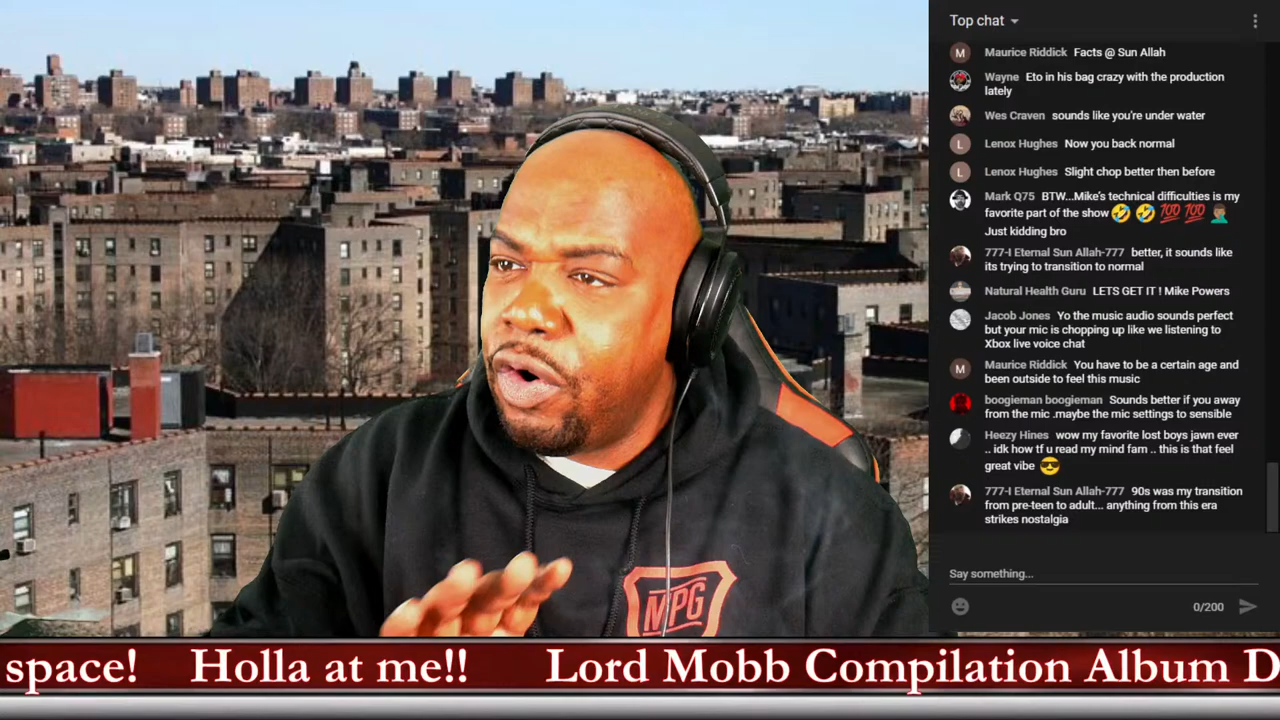 Top chat
M Maurice Riddick Facts @ Sun Allah
Wayne Eto in his bag crazy with the production
lately
Wes Craven sounds like you're under water
L Lenox Hughes Now you back normal
L Lenox Hughes Slight chop better then before
Mark Q75 BTW...Mike's technical difficulties is my
favorite part of the show 🤣 🤣 💯 💯 🤦🏽‍♂️
Just kidding bro
777-I Eternal Sun Allah-777 better, it sounds like
its trying to transition to normal
Natural Health Guru LETS GET IT ! Mike Powers
Jacob Jones Yo the music audio sounds perfect
but your mic is chopping up like we listening to
Xbox live voice chat
M Maurice Riddick You have to be a certain age and
been outside to feel this music
boogieman boogieman Sounds better if you away
from the mic .maybe the mic settings to sensible
Heezy Hines wow my favorite lost boys jawn ever
.. idk how tf u read my mind fam .. this is that feel
great vibe 😎
777-I Eternal Sun Allah-777 90s was my transition
from pre-teen to adult... anything from this era
strikes nostalgia
Say something...
0/200
MPG
space! Holla at me!! Lord Mobb Compilation Album D